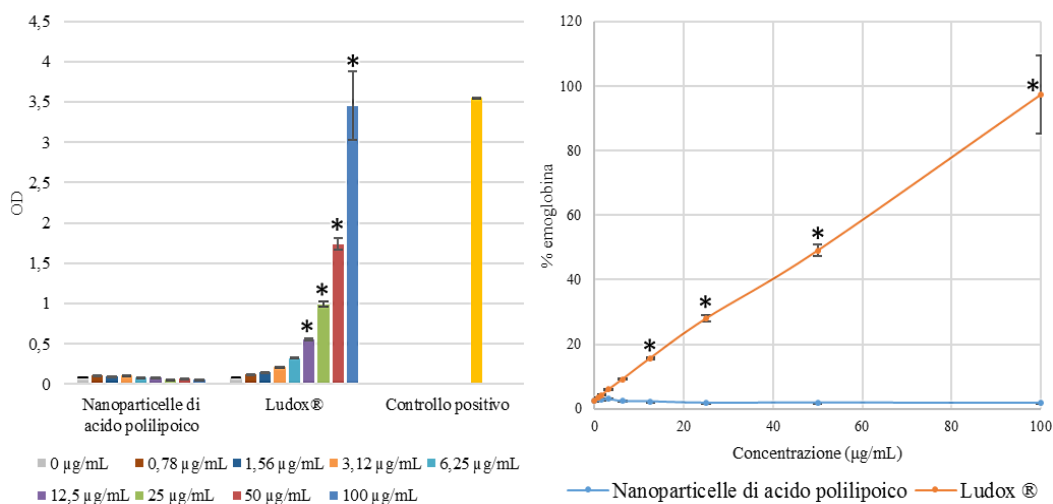 4,5
4
3,5
3
2,5
2
1,5
1
0,5
0
OD
*
*
*
*
Nanoparticelle di
acido polilipoico
Ludox®
Controllo positivo
0 µg/mL 0,78 µg/mL 1,56 µg/mL 3,12 µg/mL 6,25 µg/mL
12,5 µg/mL 25 µg/mL 50 µg/mL 100 µg/mL
120
100
80
60
40
20
0
% emoglobina
*
*
*
*
0 20 40 60 80 100
Concentrazione (µg/mL)
Nanoparticelle di acido polilipoico Ludox ®